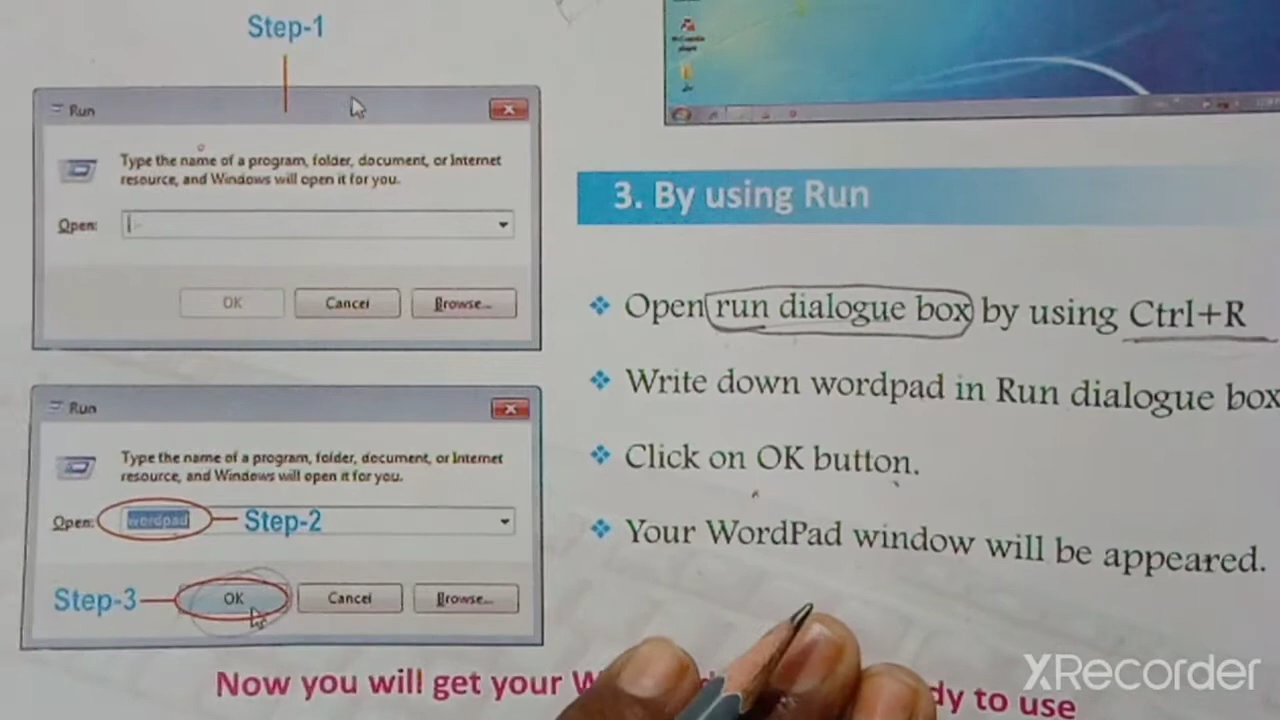 Step-1
Run
Type the name of a program, folder, document, or Internet
resource, and Windows will open it for you.
Open:
OK Cancel Browse...
Run
Type the name of a program, folder, document, or Internet
resource, and Windows will open it for you.
Open: wordpad Step-2
Step-3 OK Cancel Browse...
3. By using Run
Open run dialogue box by using Ctrl+R
Write down wordpad in Run dialogue box
Click on OK button.
Your WordPad window will be appeared.
Now you will get your to use
XRecorder